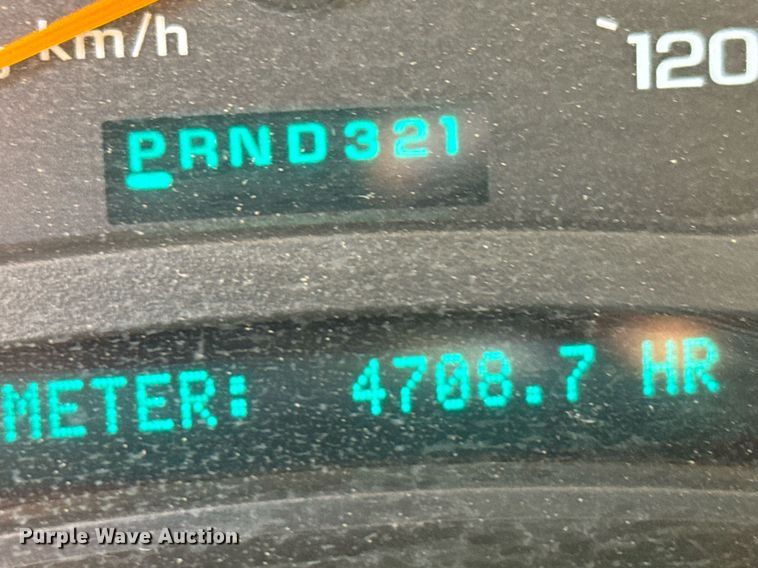 km/h
120
PRND321
METER: 4708.7 HR
Purple Wave Auction